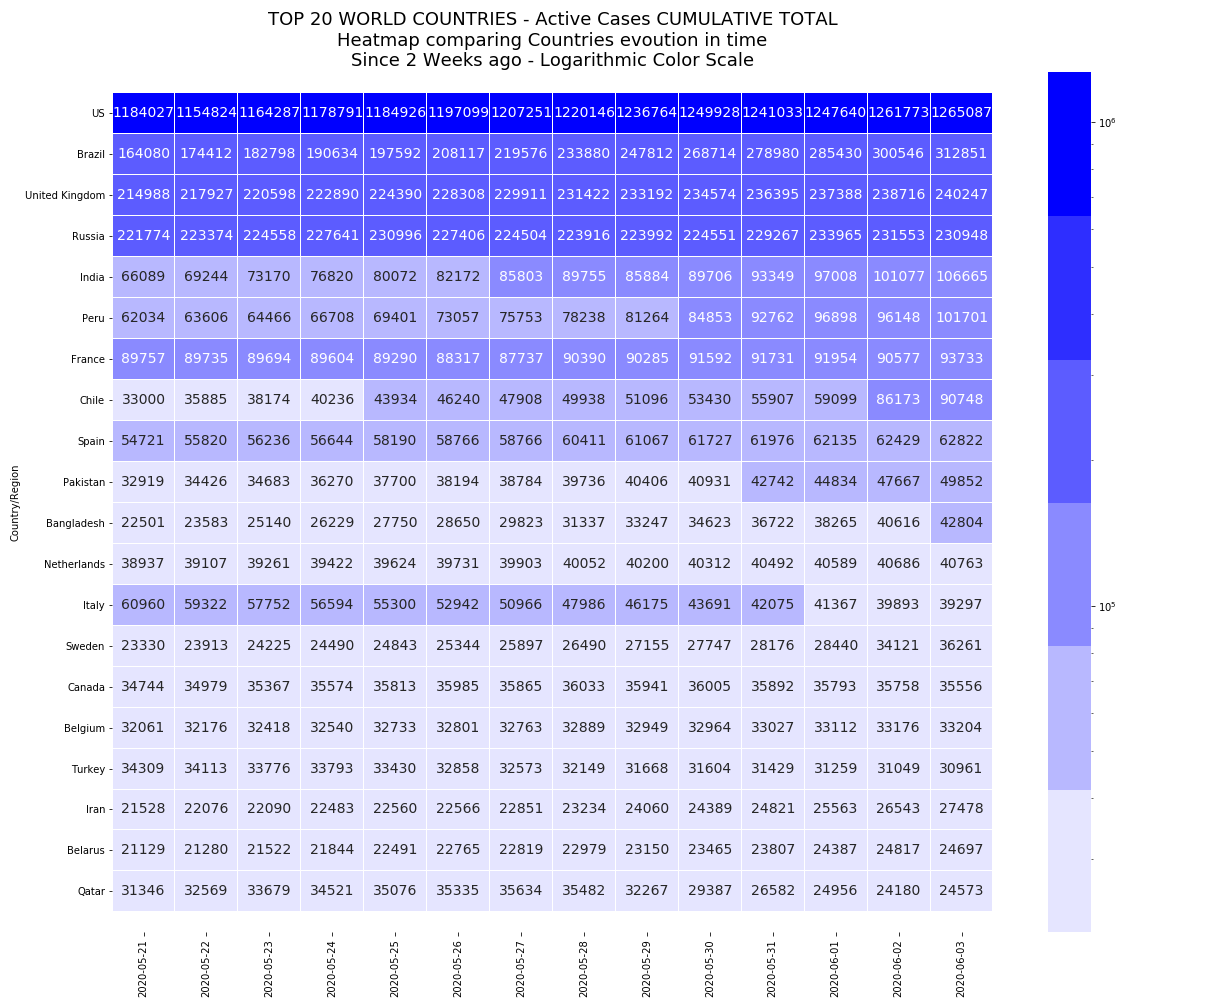 TOP 20 WORLD COUNTRIES - Active Cases CUMULATIVE TOTAL
Heatmap comparing Countries evoution in time
Since 2 Weeks ago - Logarithmic Color Scale
Country/Region
US 1184027 1154824 1164287 1178791 1184926 1197099 1207251 1220146 1236764 1249928 1241033 1247640 1261773 1265087
Brazil 164080 174412 182798 190634 197592 208117 219576 233880 247812 268714 278980 285430 300546 312851
United Kingdom 214988 217927 220598 222890 224390 228308 229911 231422 233192 234574 236395 237388 238716 240247
Russia 221774 223374 224558 227641 230996 227406 224504 223916 223992 224551 229267 233965 231553 230948
India 66089 69244 73170 76820 80072 82172 85803 89755 85884 89706 93349 97008 101077 106665
Peru 62034 63606 64466 66708 69401 73057 75753 78238 81264 84853 92762 96898 96148 101701
France 89757 89735 89694 89604 89290 88317 87737 90390 90285 91592 91731 91954 90577 93733
Chile 33000 35885 38174 40236 43934 46240 47908 49938 51096 53430 55907 59099 86173 90748
Spain 54721 55820 56236 56644 58190 58766 58766 60411 61067 61727 61976 62135 62429 62822
Pakistan 32919 34426 34683 36270 37700 38194 38784 39736 40406 40931 42742 44834 47667 49852
Bangladesh 22501 23583 25140 26229 27750 28650 29823 31337 33247 34623 36722 38265 40616 42804
Netherlands 38937 39107 39261 39422 39624 39731 39903 40052 40200 40312 40492 40589 40686 40763
Italy 60960 59322 57752 56594 55300 52942 50966 47986 46175 43691 42075 41367 39893 39297
Sweden 23330 23913 24225 24490 24843 25344 25897 26490 27155 27747 28176 28440 34121 36261
Canada 34744 34979 35367 35574 35813 35985 35865 36033 35941 36005 35892 35793 35758 35556
Belgium 32061 32176 32418 32540 32733 32801 32763 32889 32949 32964 33027 33112 33176 33204
Turkey 34309 34113 33776 33793 33430 32858 32573 32149 31668 31604 31429 31259 31049 30961
Iran 21528 22076 22090 22483 22560 22566 22851 23234 24060 24389 24821 25563 26543 27478
Belarus 21129 21280 21522 21844 22491 22765 22819 22979 23150 23465 23807 24387 24817 24697
Qatar 31346 32569 33679 34521 35076 35335 35634 35482 32267 29387 26582 24956 24180 24573
2020-05-21 2020-05-22 2020-05-23 2020-05-24 2020-05-25 2020-05-26 2020-05-27 2020-05-28 2020-05-29 2020-05-30 2020-05-31 2020-06-01 2020-06-02 2020-06-03
10⁶
10⁵